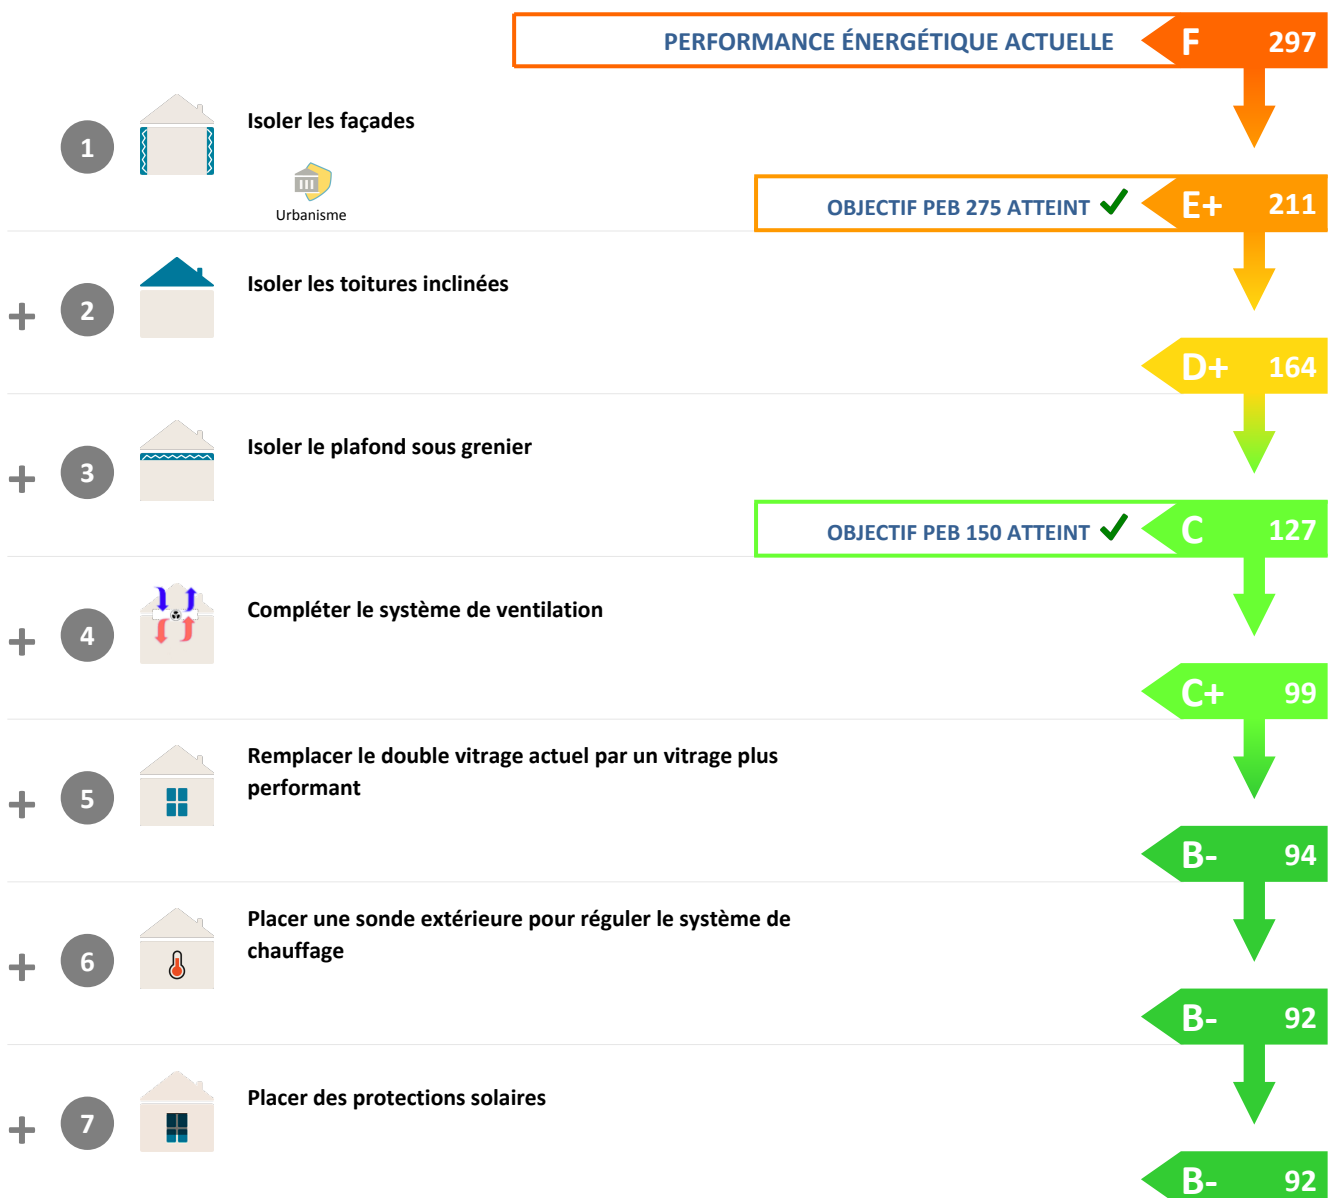 PERFORMANCE ÉNERGÉTIQUE ACTUELLE F 297
1 Isoler les façades
Urbanisme
OBJECTIF PEB 275 ATTEINT ✔ E+ 211
+ 2 Isoler les toitures inclinées
D+ 164
+ 3 Isoler le plafond sous grenier
OBJECTIF PEB 150 ATTEINT ✔ C 127
+ 4 Compléter le système de ventilation
C+ 99
+ 5 Remplacer le double vitrage actuel par un vitrage plus
performant
B- 94
+ 6 Placer une sonde extérieure pour réguler le système de
chauffage
B- 92
+ 7 Placer des protections solaires
B- 92